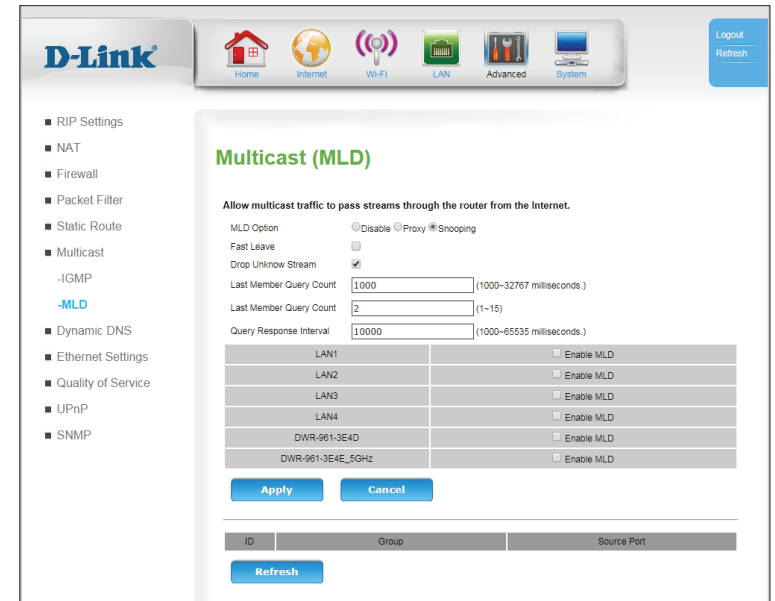 D-Link
Home Internet Wi-Fi LAN Advanced System
Logout
Refresh
RIP Settings
NAT
Firewall
Packet Filter
Static Route
Multicast
-IGMP
-MLD
Dynamic DNS
Ethernet Settings
Quality of Service
UPnP
SNMP
Multicast (MLD)
Allow multicast traffic to pass streams through the router from the Internet.
MLD Option Disable Proxy Snooping
Fast Leave
Drop Unknow Stream
Last Member Query Count 1000 (1000~32767 milliseconds.)
Last Member Query Count 2 (1~15)
Query Response Interval 10000 (1000~65535 milliseconds.)
LAN1 Enable MLD
LAN2 Enable MLD
LAN3 Enable MLD
LAN4 Enable MLD
DWR-961-3E4D Enable MLD
DWR-961-3E4E_5GHz Enable MLD
Apply Cancel
ID Group Source Port
Refresh